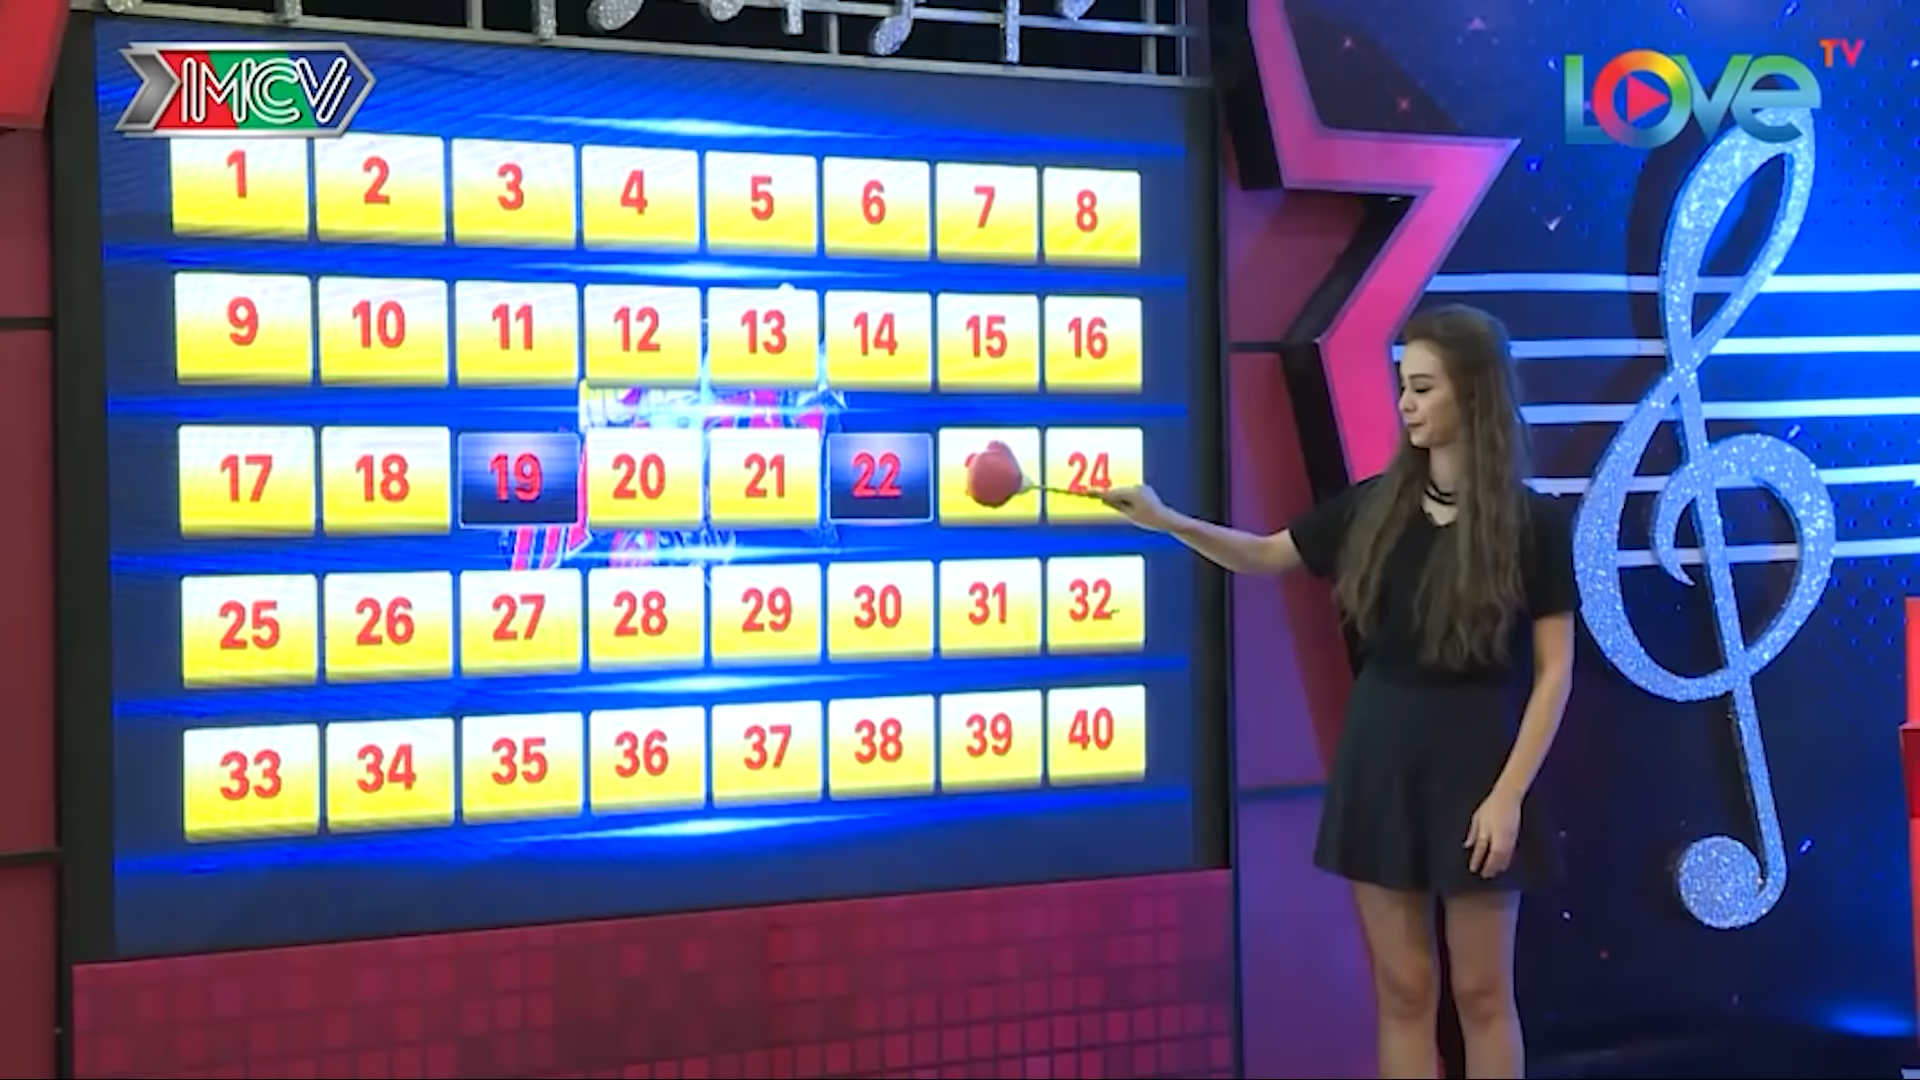 MCV
LOVE TV
1 2 3 4 5 6 7 8
9 10 11 12 13 14 15 16
17 18 19 20 21 22 24
25 26 27 28 29 30 31 32
33 34 35 36 37 38 39 40